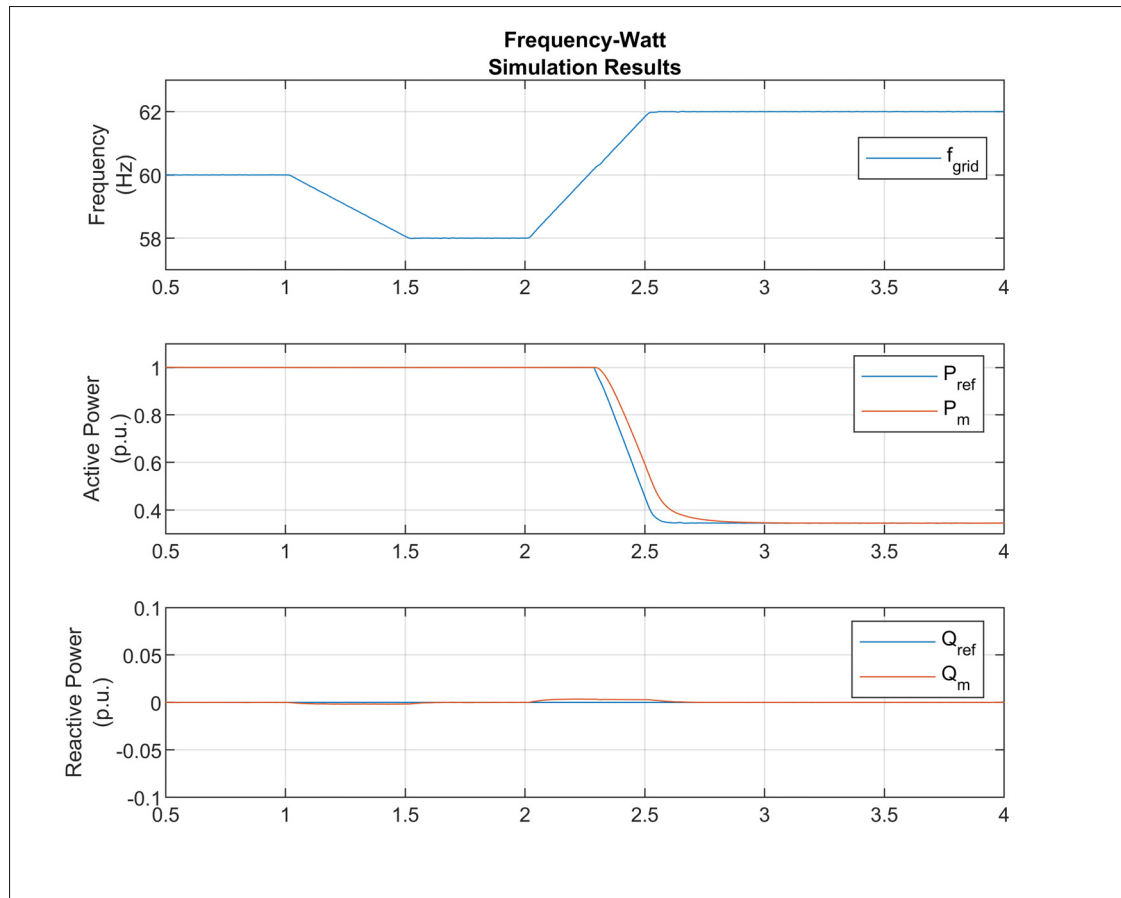 Frequency-Watt
Simulation Results
Frequency
(Hz)
62
60
58
f_grid
0.5 1 1.5 2 2.5 3 3.5 4
Active Power
(p.u.)
1
0.8
0.6
0.4
P_ref
P_m
0.5 1 1.5 2 2.5 3 3.5 4
Reactive Power
(p.u.)
0.1
0.05
0
-0.05
-0.1
Q_ref
Q_m
0.5 1 1.5 2 2.5 3 3.5 4